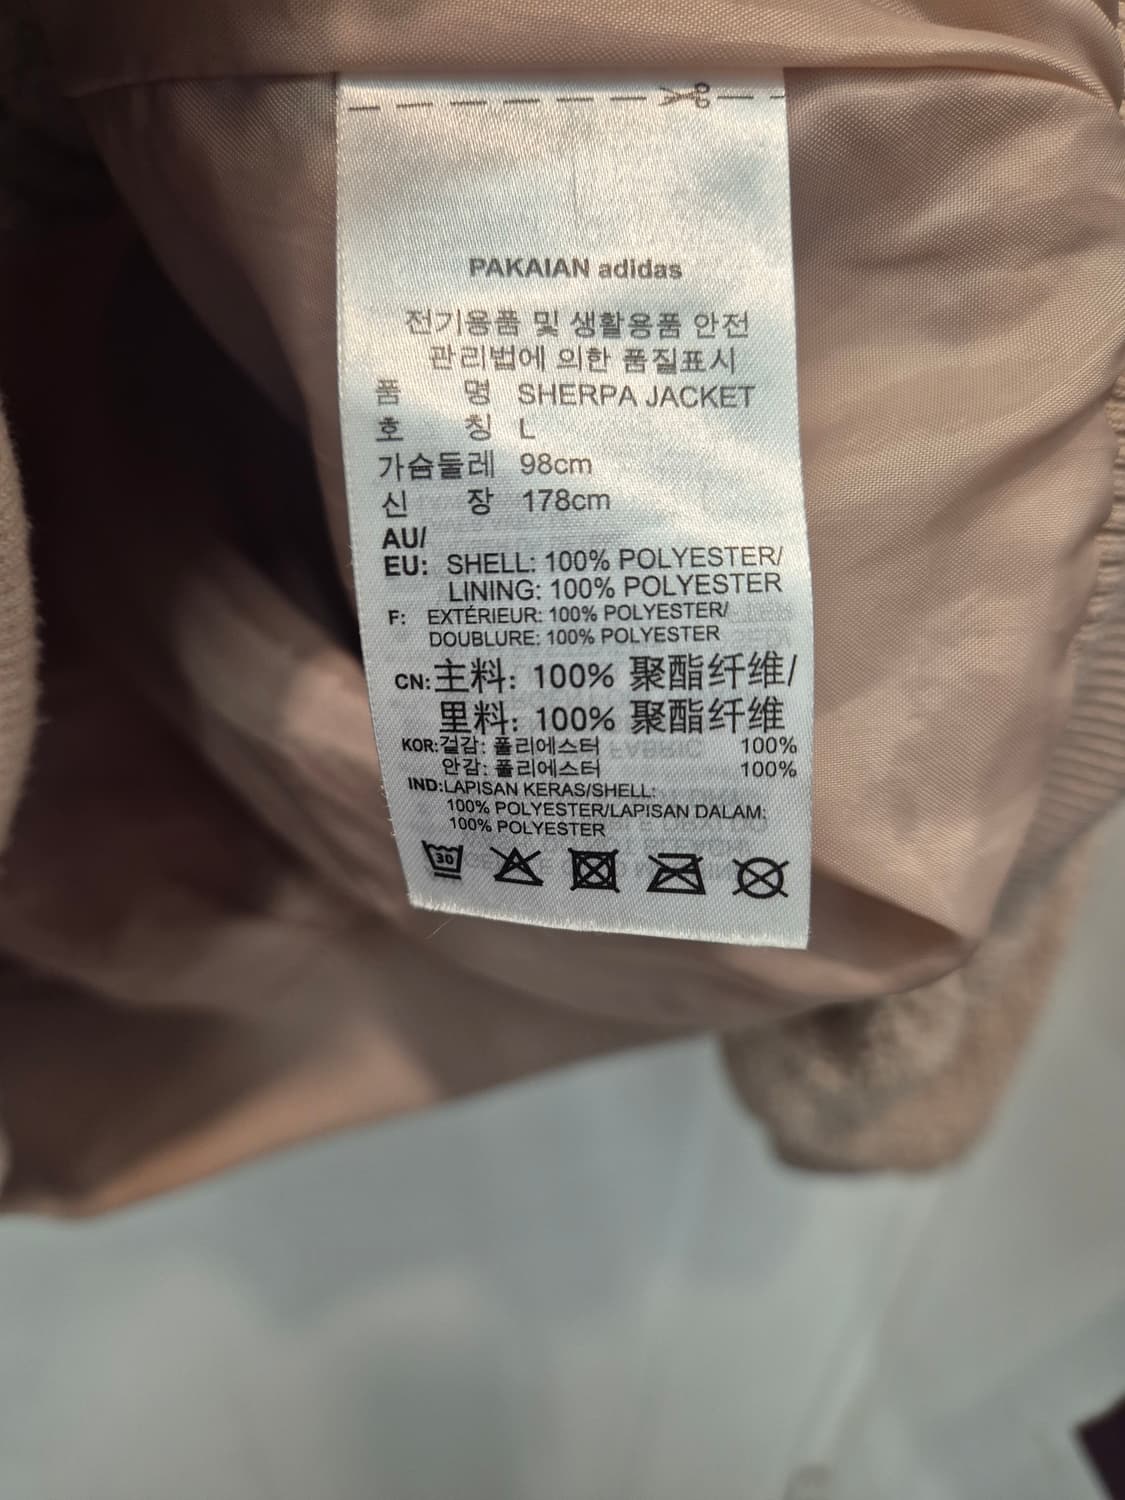 PAKAIAN adidas
전기용품 및 생활용품 안전
관리법에 의한 품질표시
품 명 SHERPA JACKET
호 칭 L
가슴둘레 98cm
신 장 178cm
AU/
EU: SHELL: 100% POLYESTER/
LINING: 100% POLYESTER
F: EXTÉRIEUR: 100% POLYESTER/
DOUBLURE: 100% POLYESTER
CN:主料: 100% 聚酯纤维/
里料: 100% 聚酯纤维
KOR:겉감: 폴리에스터 100%
안감: 폴리에스터 100%
IND:LAPISAN KERAS/SHELL:
100% POLYESTER/LAPISAN DALAM:
100% POLYESTER
30